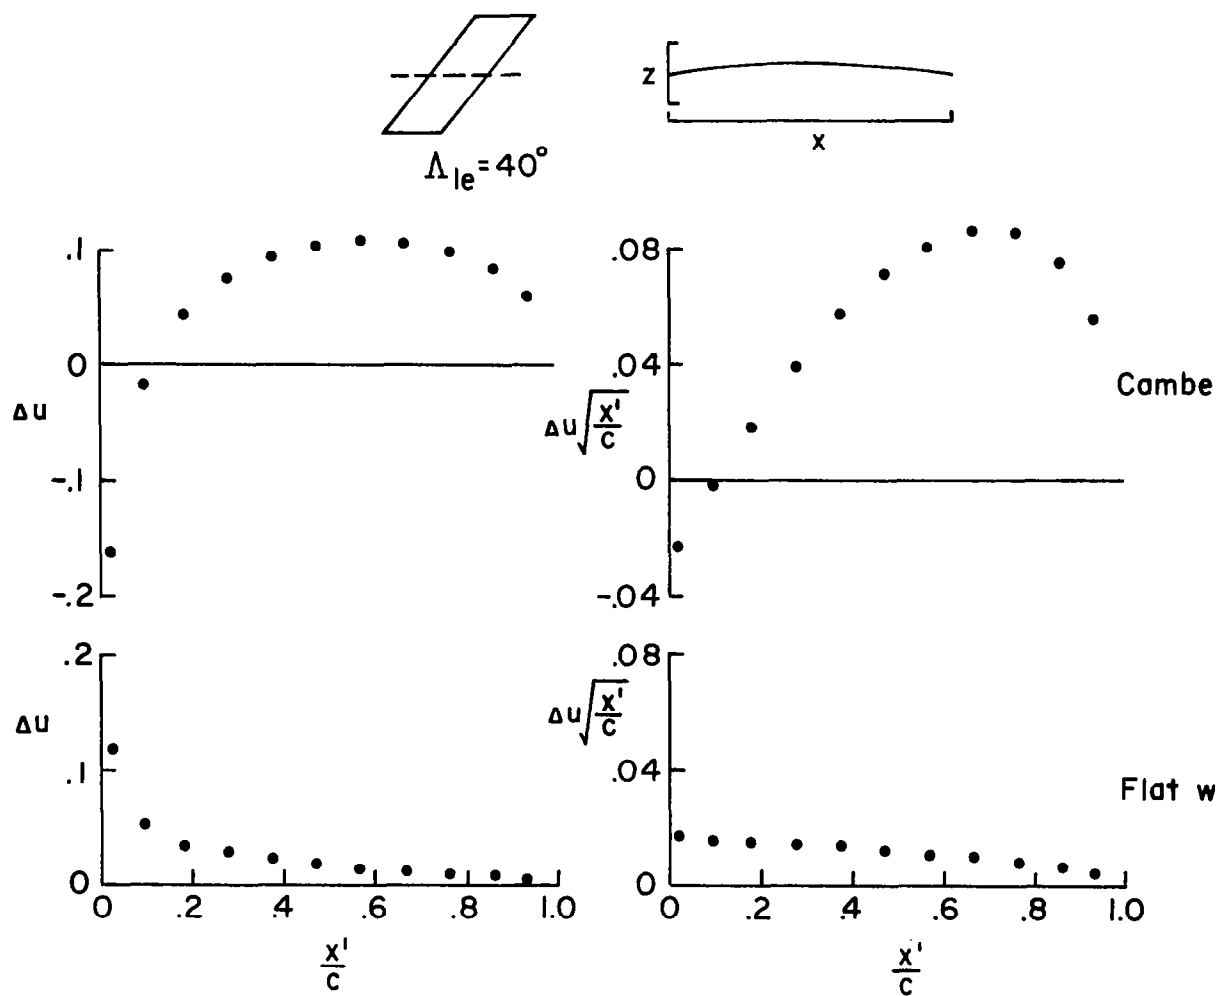 z
x
Λle = 40°
.1
0
Δu
-.1
-.2
.08
.04
Δu√x'/c
0
-.04
Cambe
.2
Δu
.1
0
0 .2 .4 .6 .8 1.0
x'/c
.08
Δu√x'/c
.04
0
0 .2 .4 .6 .8 1.0
x'/c
Flat w